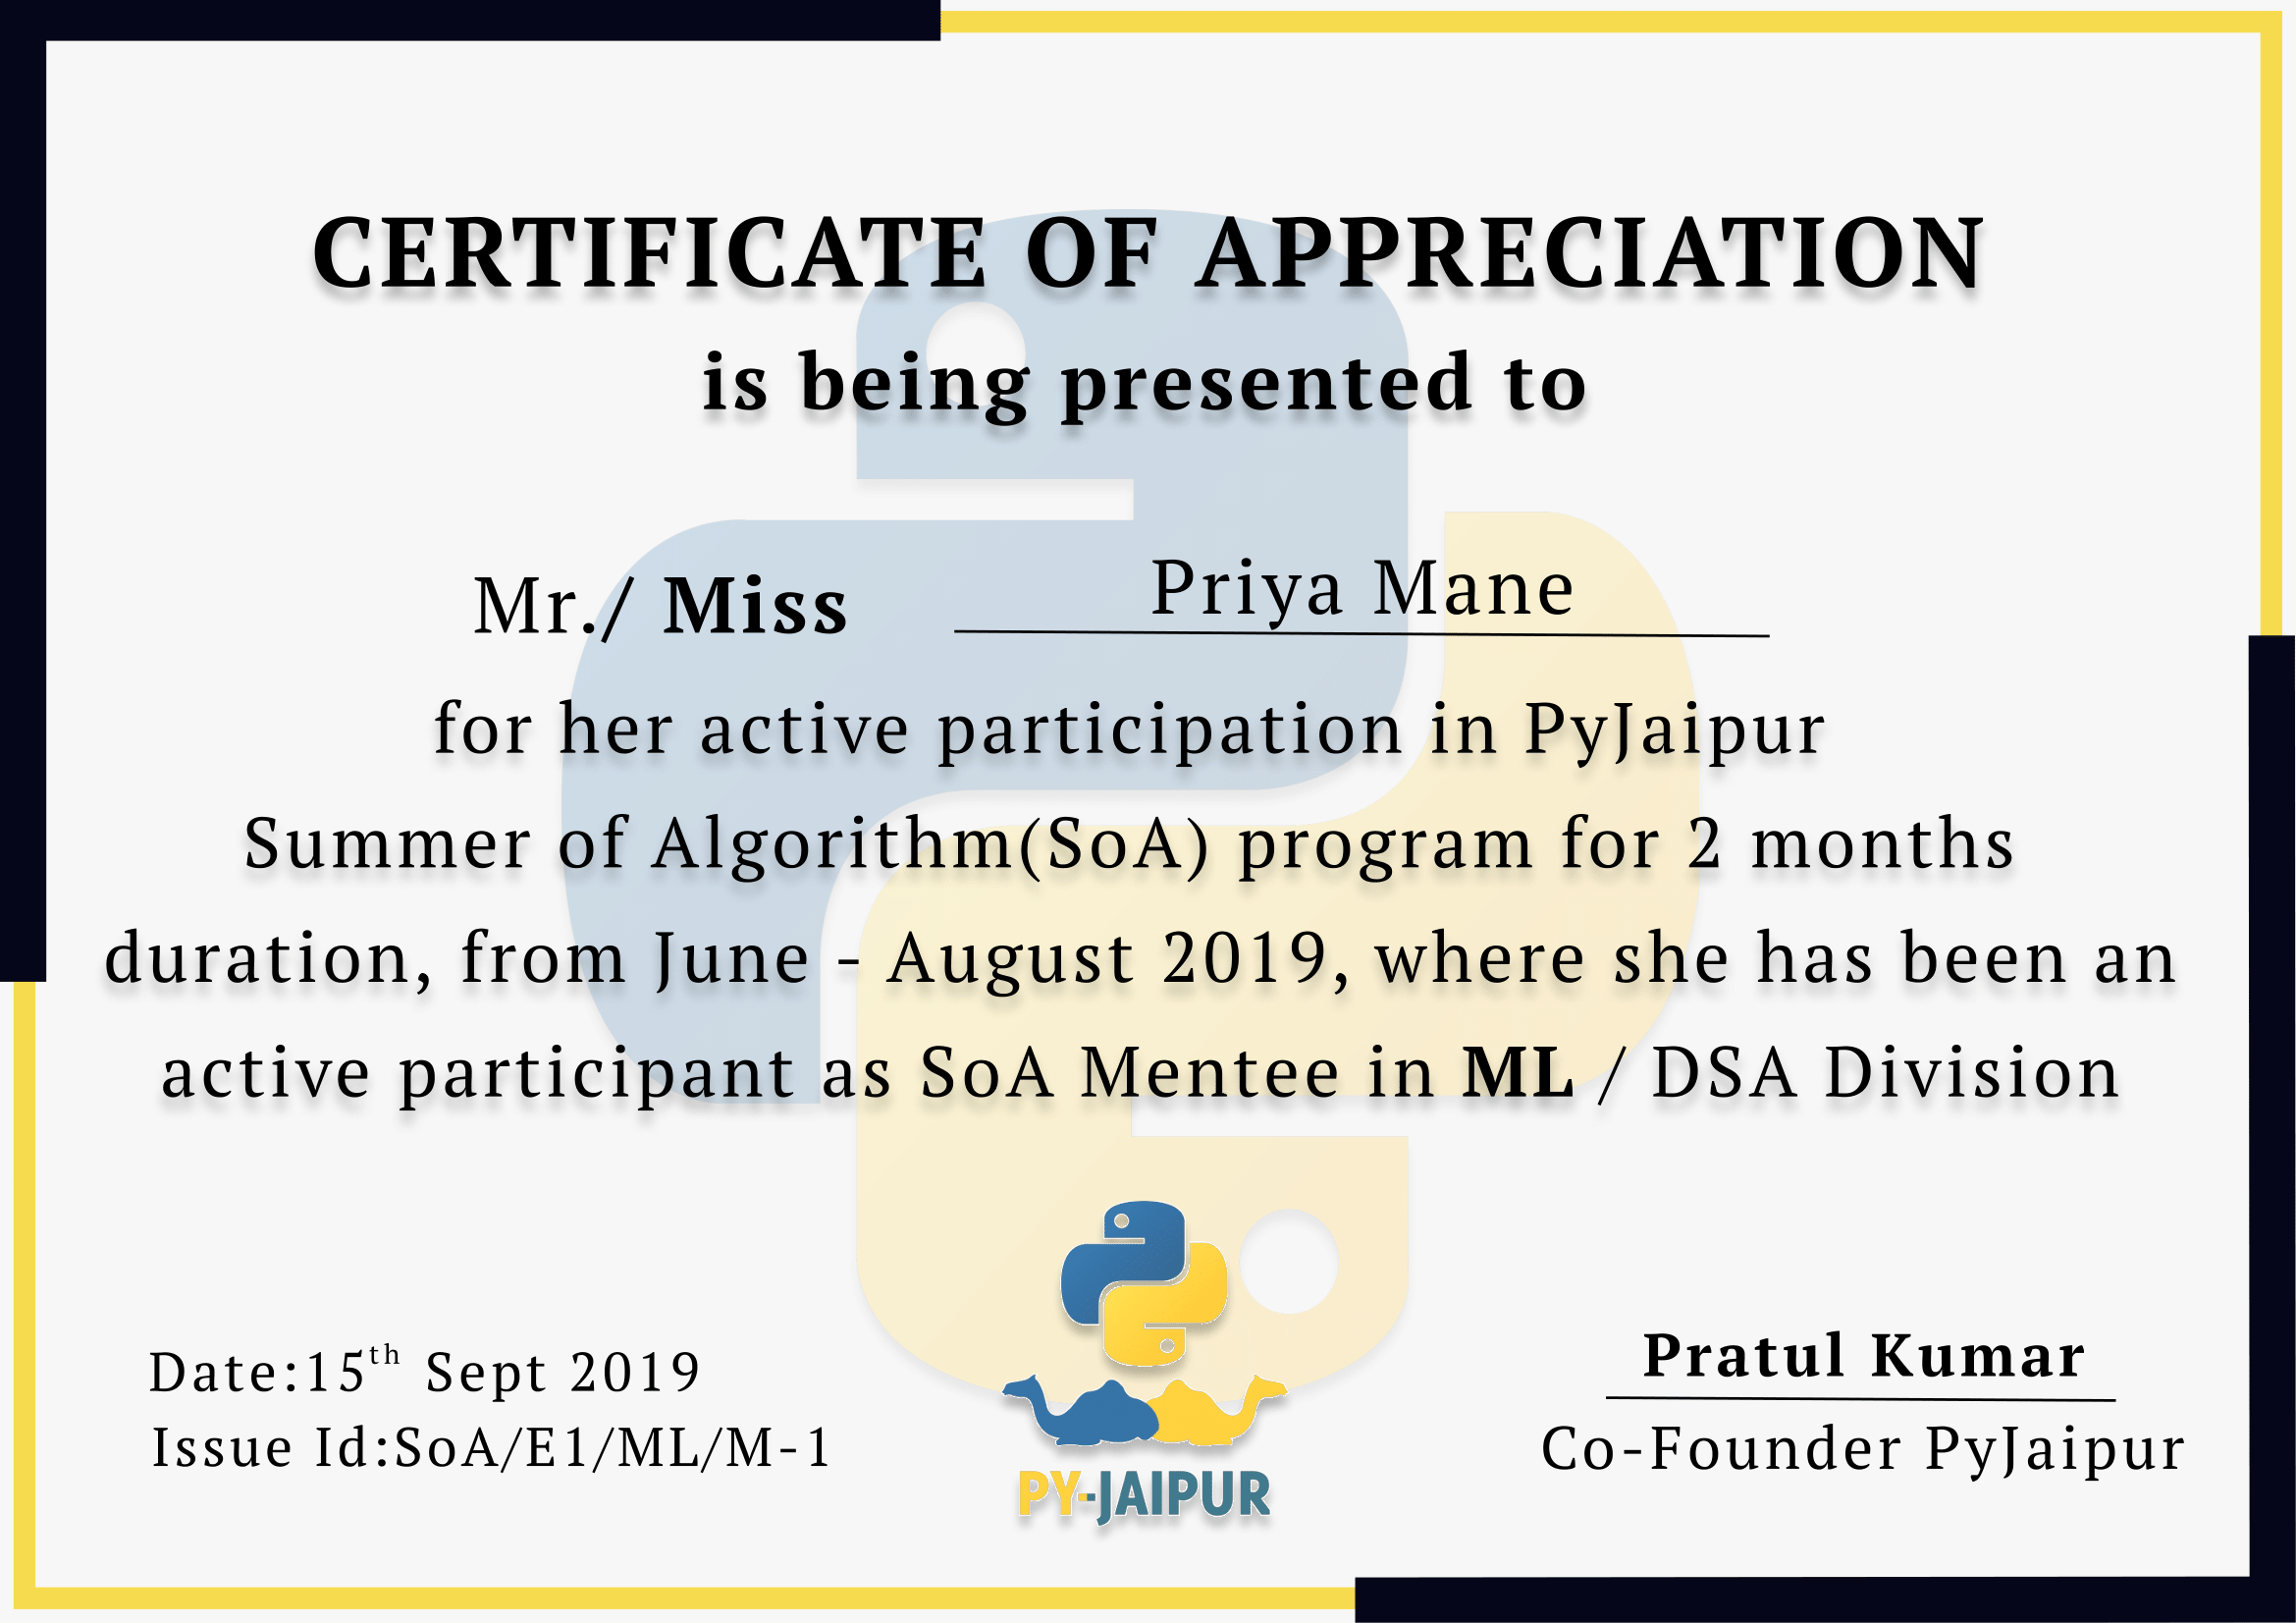 CERTIFICATE OF APPRECIATION
is being presented to
Mr./ Miss Priya Mane
for her active participation in PyJaipur
Summer of Algorithm(SoA) program for 2 months
duration, from June - August 2019, where she has been an
active participant as SoA Mentee in ML / DSA Division
Date:15th Sept 2019
Issue Id:SoA/E1/ML/M-1
PY-JAIPUR
Pratul Kumar
Co-Founder PyJaipur